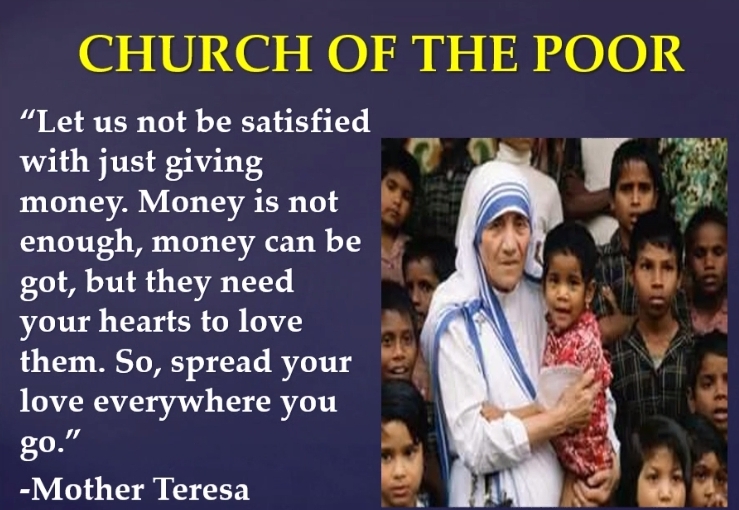 CHURCH OF THE POOR
“Let us not be satisfied
with just giving
money. Money is not
enough, money can be
got, but they need
your hearts to love
them. So, spread your
love everywhere you
go.”
-Mother Teresa